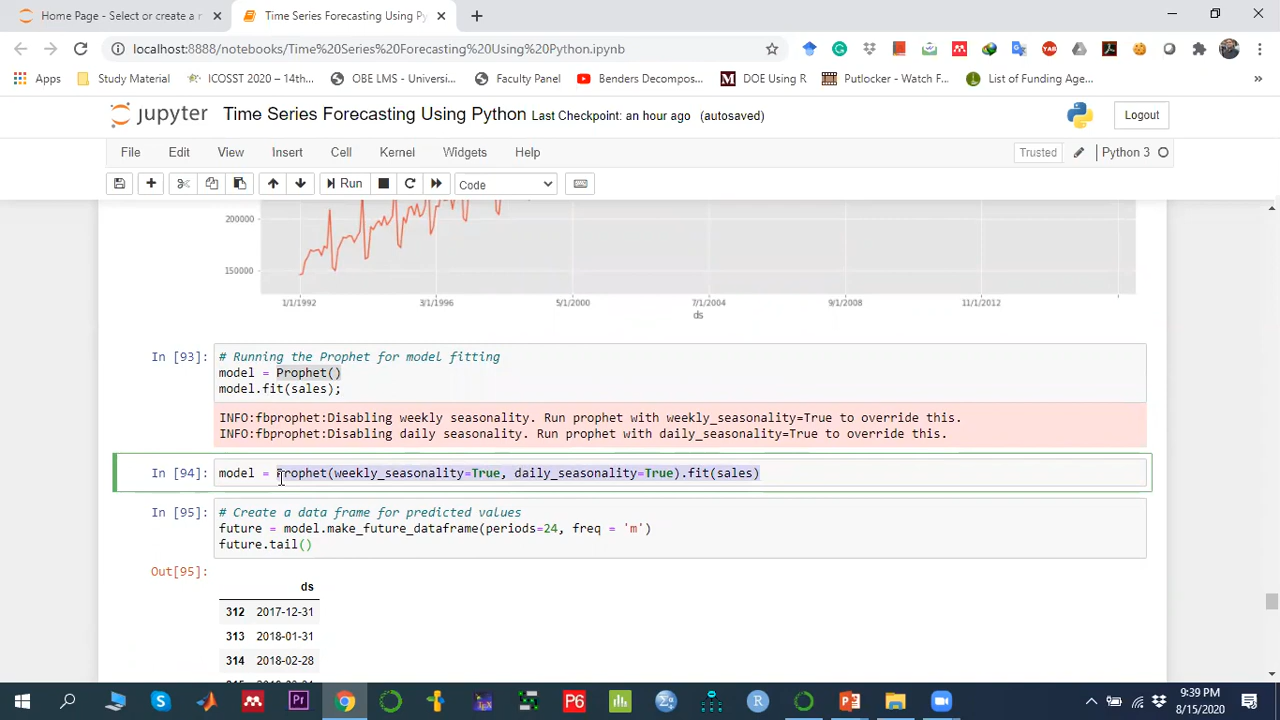 Home Page - Select or create a n
Time Series Forecasting Using Py
localhost:8888/notebooks/Time%20Series%20Forecasting%20Using%20Python.ipynb
Apps
Study Material
ICOSST 2020 – 14th...
OBE LMS - Universi...
Faculty Panel
Benders Decompos...
DOE Using R
Putlocker - Watch F...
List of Funding Age...
»
jupyter Time Series Forecasting Using Python Last Checkpoint: an hour ago (autosaved)
Logout
File Edit View Insert Cell Kernel Widgets Help
Trusted
Python 3
Run
Code
200000
150000
1/1/1992 3/1/1996 5/1/2000 7/1/2004 9/1/2008 11/1/2012
ds
In [93]:
# Running the Prophet for model fitting
model = Prophet()
model.fit(sales);
INFO:fbprophet:Disabling weekly seasonality. Run prophet with weekly_seasonality=True to override this.
INFO:fbprophet:Disabling daily seasonality. Run prophet with daily_seasonality=True to override this.
In [94]:
model = Prophet(weekly_seasonality=True, daily_seasonality=True).fit(sales)
In [95]:
# Create a data frame for predicted values
future = model.make_future_dataframe(periods=24, freq = 'm')
future.tail()
Out[95]:
ds
312 2017-12-31
313 2018-01-31
314 2018-02-28
9:39 PM
8/15/2020